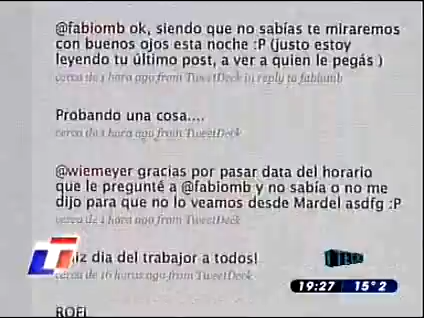 @fabiomb ok, siendo que no sabías te miraremos
con buenos ojos esta noche :P (justo estoy
leyendo tu último post, a ver a quien le pegás )
cerca de 1 hora ago from TweetDeck in reply to fabiomb
Probando una cosa....
cerca de 1 hora ago from TweetDeck
@wiemeyer gracias por pasar data del horario
que le pregunté a @fabiomb y no sabía o no me
dijo para que no lo veamos desde Mardel asdfg :P
cerca de 1 hora ago from TweetDeck
día del trabajor a todos!
cerca de 16 horas ago from TweetDeck
19:27 15°2
ROFL